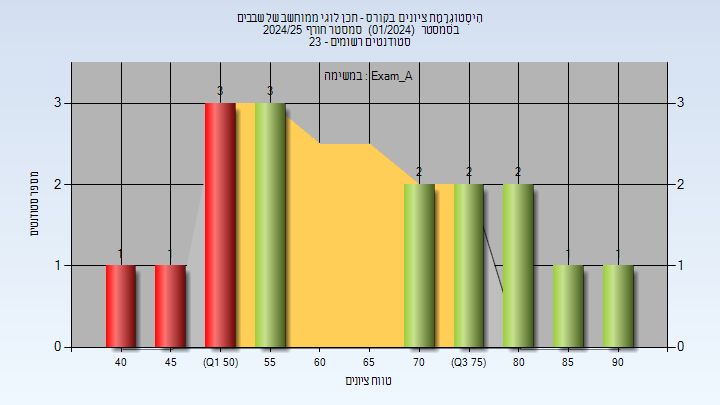 היסטוגרמת ציונים בקורס - תכן לוגי ממוחשב של שבבים
בסמסטר (01/2024) סמסטר חורף 2024/25
סטודנטים רשומים - 23
במשימה : Exam_A
מספר סטודנטים
3 3 3 3
2 2 2 2 2
1 1 1 1 1 1
0 0
40 45 (Q1 50) 55 60 65 70 (Q3 75) 80 85 90
טווח ציונים